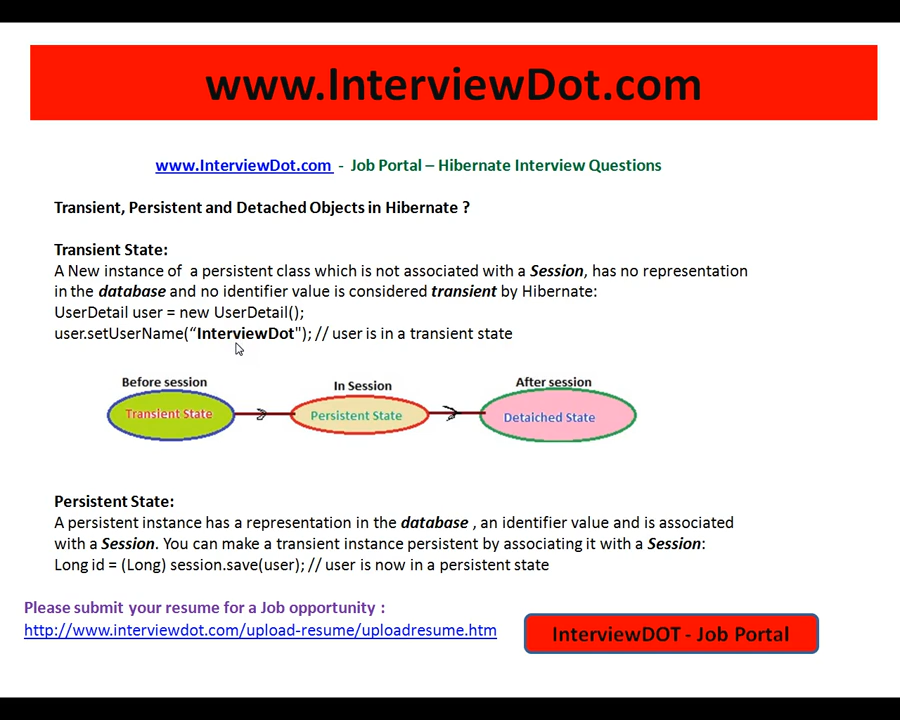 www.InterviewDot.com
www.InterviewDot.com - Job Portal – Hibernate Interview Questions
Transient, Persistent and Detached Objects in Hibernate ?
Transient State:
A New instance of a persistent class which is not associated with a Session, has no representation
in the database and no identifier value is considered transient by Hibernate:
UserDetail user = new UserDetail();
user.setUserName(“InterviewDot"); // user is in a transient state
Before session
In Session
After session
Transient State
Persistent State
Detaiched State
Persistent State:
A persistent instance has a representation in the database , an identifier value and is associated
with a Session. You can make a transient instance persistent by associating it with a Session:
Long id = (Long) session.save(user); // user is now in a persistent state
Please submit your resume for a Job opportunity :
http://www.interviewdot.com/upload-resume/uploadresume.htm
InterviewDOT - Job Portal